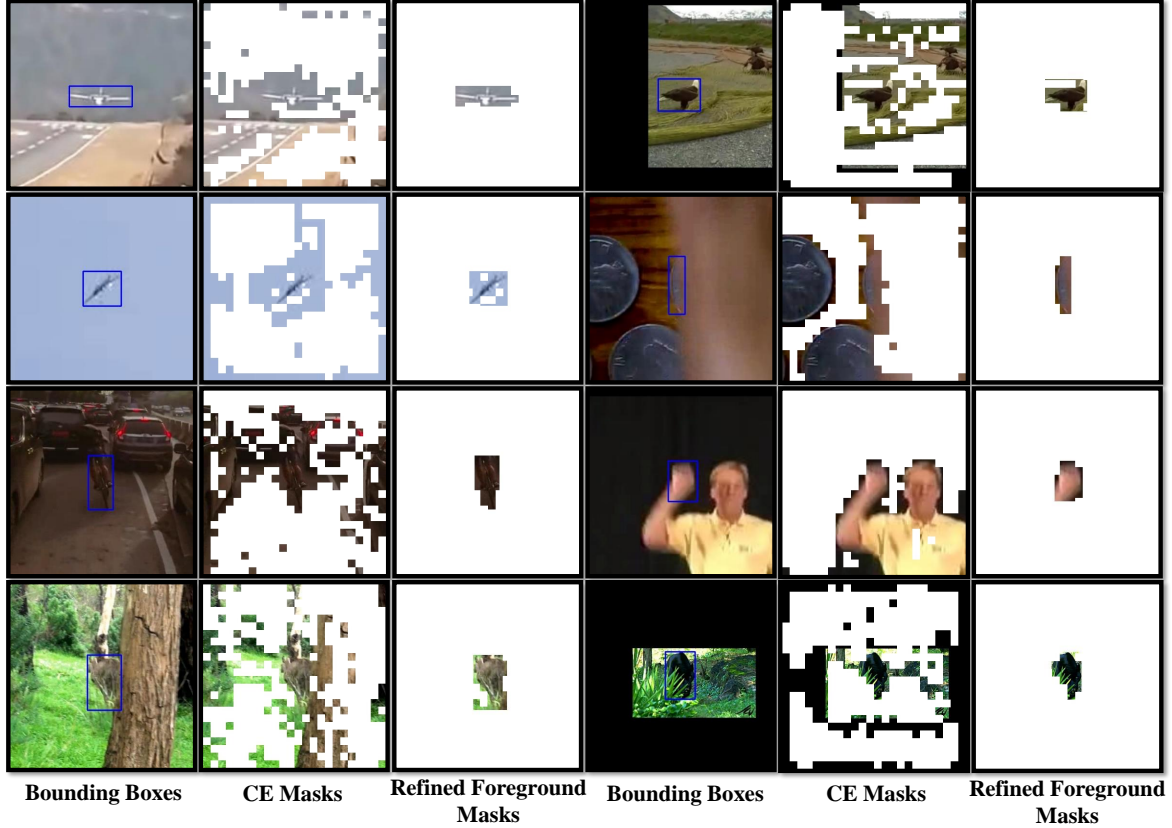 Bounding Boxes
CE Masks
Refined Foreground
Masks
Bounding Boxes
CE Masks
Refined Foreground
Masks